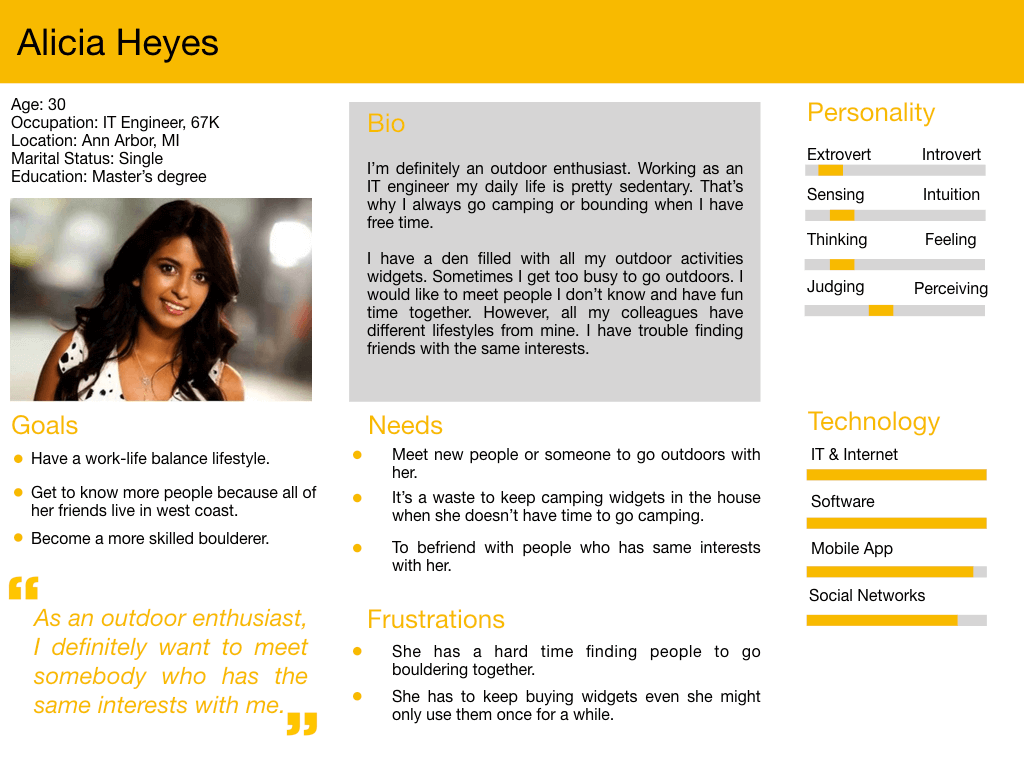 Alicia Heyes
Age: 30
Occupation: IT Engineer, 67K
Location: Ann Arbor, MI
Marital Status: Single
Education: Master’s degree
Goals
Have a work-life balance lifestyle.
Get to know more people because all of
her friends live in west coast.
Become a more skilled boulderer.
“
As an outdoor enthusiast,
I definitely want to meet
somebody who has the
same interests with me.
”
Bio
I’m definitely an outdoor enthusiast. Working as an
IT engineer my daily life is pretty sedentary. That’s
why I always go camping or bounding when I have
free time.
I have a den filled with all my outdoor activities
widgets. Sometimes I get too busy to go outdoors. I
would like to meet people I don’t know and have fun
time together. However, all my colleagues have
different lifestyles from mine. I have trouble finding
friends with the same interests.
Needs
Meet new people or someone to go outdoors with
her.
It’s a waste to keep camping widgets in the house
when she doesn’t have time to go camping.
To befriend with people who has same interests
with her.
Frustrations
She has a hard time finding people to go
bouldering together.
She has to keep buying widgets even she might
only use them once for a while.
Personality
Extrovert Introvert
Sensing Intuition
Thinking Feeling
Judging Perceiving
Technology
IT & Internet
Software
Mobile App
Social Networks